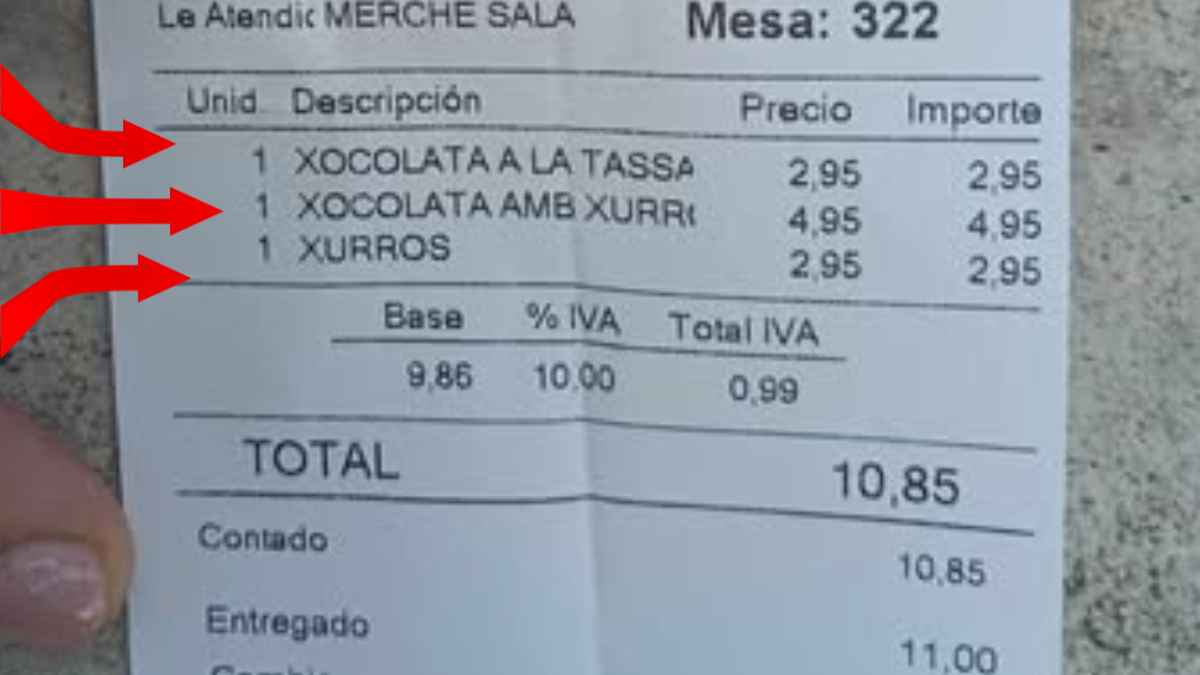 Le Atendic MERCHE SALA Mesa: 322
Unid. Descripción Precio Importe
1 XOCOLATA A LA TASSA 2,95 2,95
1 XOCOLATA AMB XURR 4,95 4,95
1 XURROS 2,95 2,95
Base % IVA Total IVA
9,86 10.00 0,99
TOTAL 10,85
Contado 10,85
Entregado 11,00